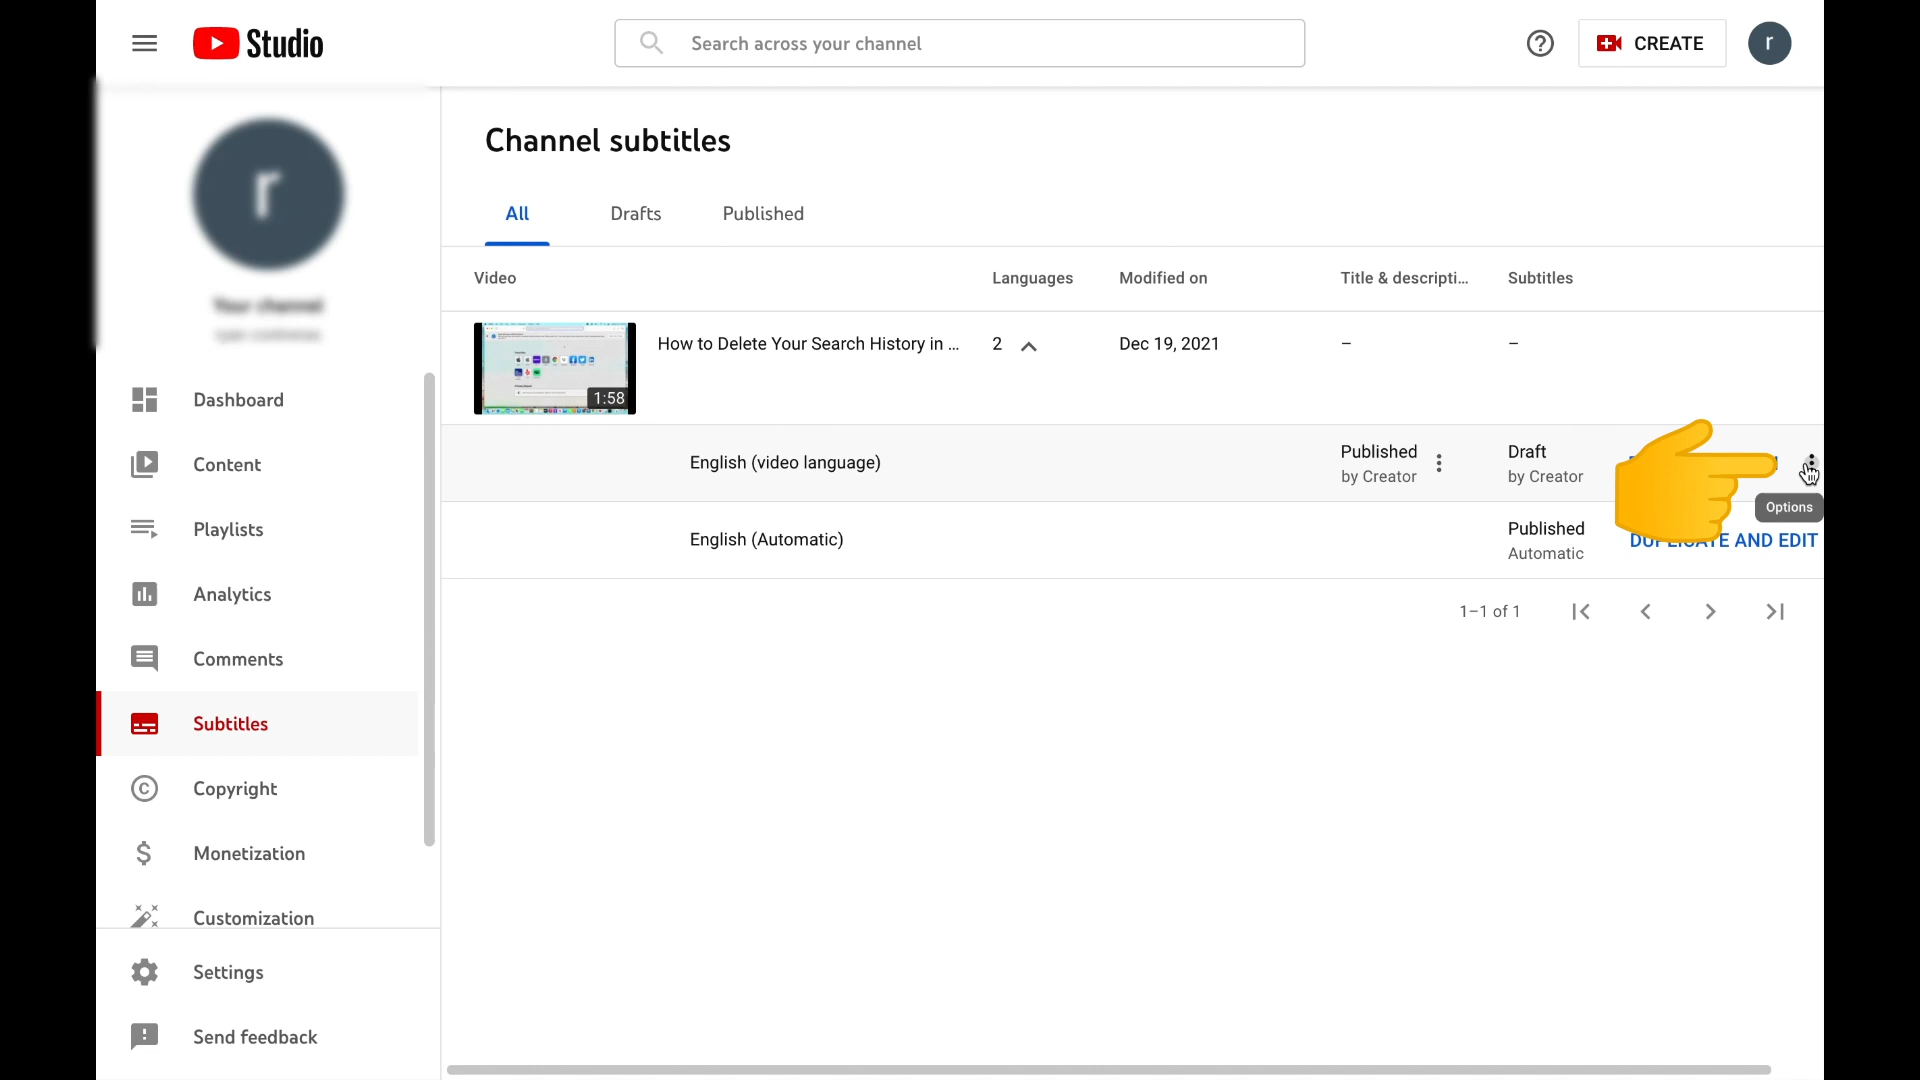 Studio
Search across your channel
CREATE
r
r
Your channel
Channel subtitles
All
Drafts
Published
Video
Languages
Modified on
Title & descripti...
Subtitles
1:58
How to Delete Your Search History in ...
2
Dec 19, 2021
–
–
Dashboard
Content
Playlists
Analytics
Comments
Subtitles
Copyright
Monetization
Customization
Settings
Send feedback
English (video language)
Published
by Creator
Draft
by Creator
Options
English (Automatic)
Published
Automatic
DUPLICATE AND EDIT
1–1 of 1